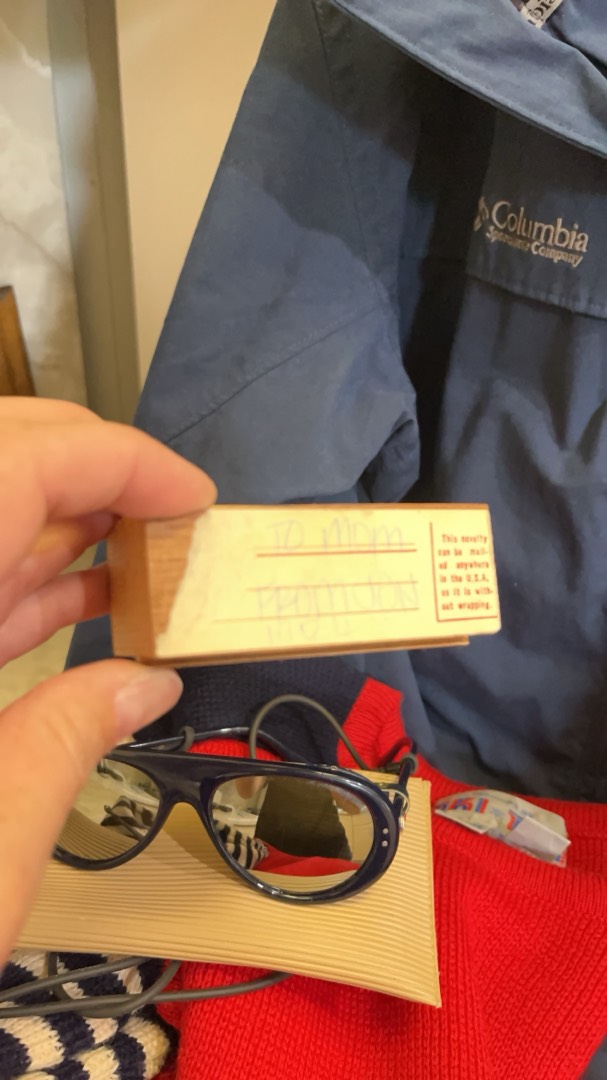 Columbia
Sportswear Company
TO MOM
FROM JON
This novelty
can be mail-
ed anywhere
in the U.S.A.
as it is with-
out wrapping.